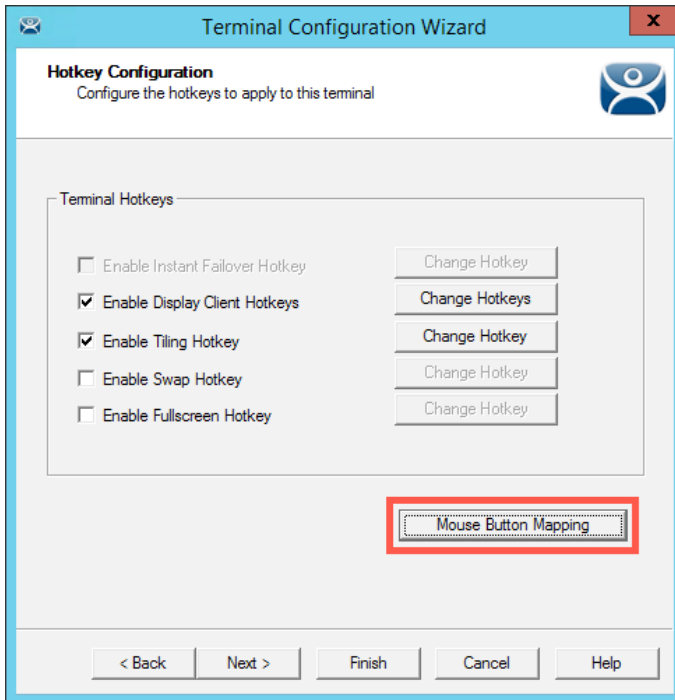 Terminal Configuration Wizard
X
Hotkey Configuration
Configure the hotkeys to apply to this terminal
Terminal Hotkeys
Enable Instant Failover Hotkey Change Hotkey
Enable Display Client Hotkeys Change Hotkeys
Enable Tiling Hotkey Change Hotkey
Enable Swap Hotkey Change Hotkey
Enable Fullscreen Hotkey Change Hotkey
Mouse Button Mapping
< Back Next > Finish Cancel Help